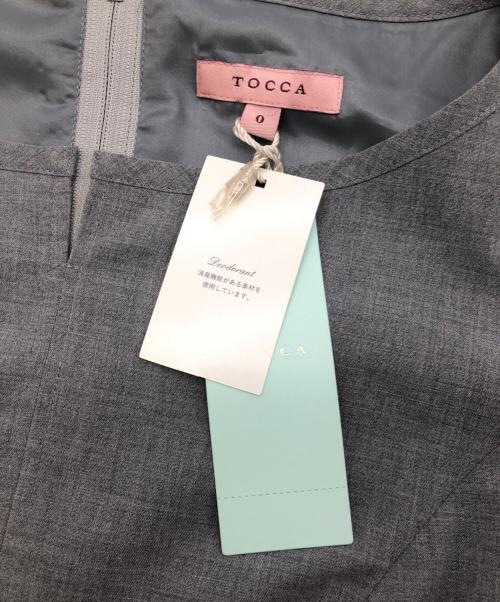 TOCCA
0
Deodorant
消臭機能がある素材を
使用しています。
CA